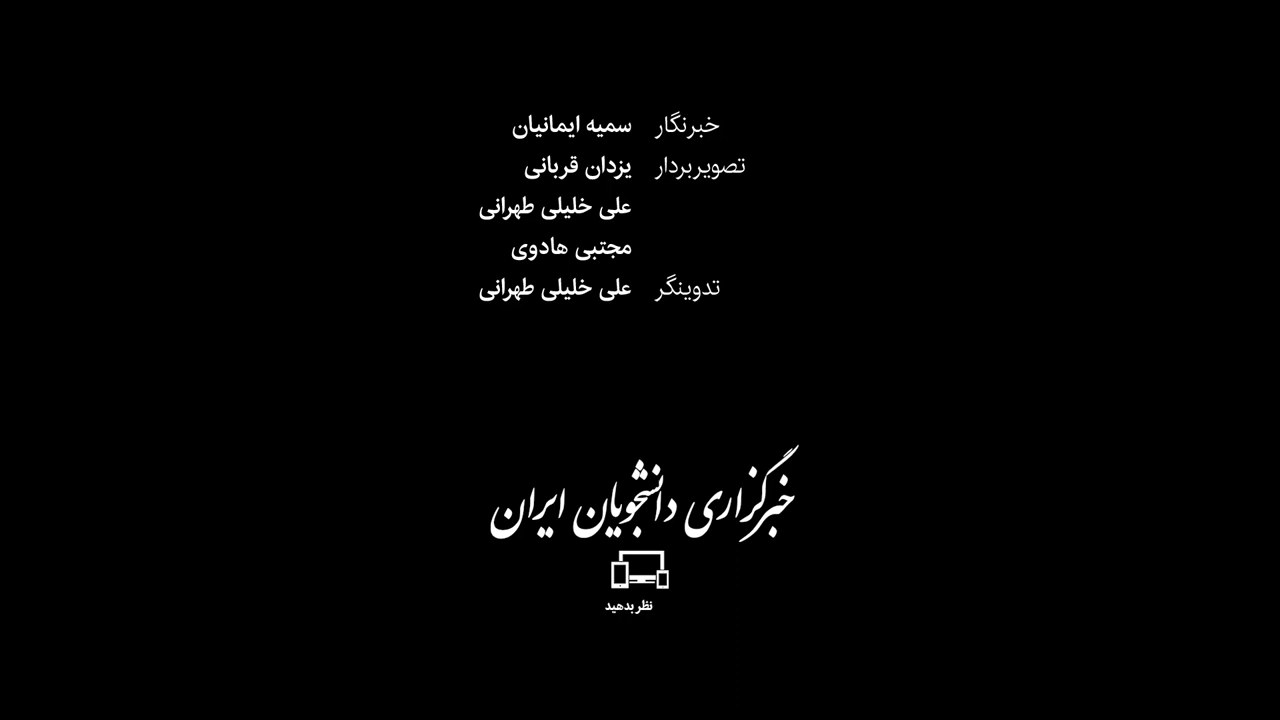 خبرنگار سمیه ایمانیان
تصویربردار یزدان قربانی
علی خلیلی طهرانی
مجتبی هادوی
تدوینگر علی خلیلی طهرانی
خبرگزاری دانشجویان ایران
نظر بدهید